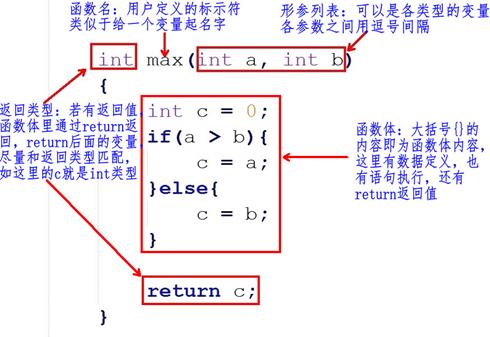 函数名：用户定义的标示符
类似于给一个变量起名字
形参列表：可以是各类型的变量
各参数之间用逗号间隔
int max(int a, int b)
{
返回类型：若有返回值，
函数体里通过return返
回，return后面的变量，
尽量和返回类型匹配，
如这里的c就是int类型
int c = 0;
if(a > b){
c = a;
}else{
c = b;
}
函数体：大括号{}的
内容即为函数体内容，
这里有数据定义，也
有语句执行，还有
return返回值
return c;
}